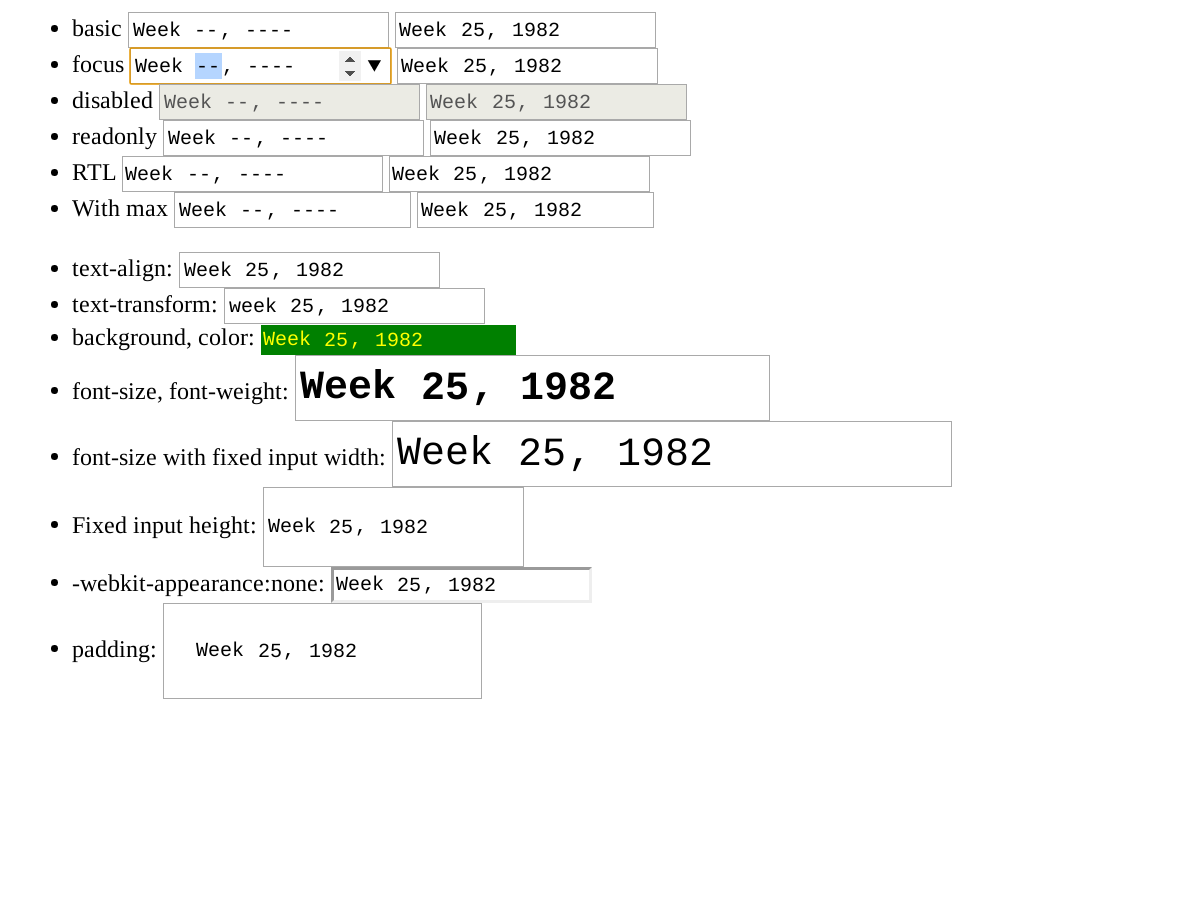 basic Week --, ---- Week 25, 1982
focus Week --, ---- Week 25, 1982
disabled Week --, ---- Week 25, 1982
readonly Week --, ---- Week 25, 1982
RTL Week --, ---- Week 25, 1982
With max Week --, ---- Week 25, 1982
text-align: Week 25, 1982
text-transform: week 25, 1982
background, color: Week 25, 1982
font-size, font-weight: Week 25, 1982
font-size with fixed input width: Week 25, 1982
Fixed input height: Week 25, 1982
-webkit-appearance:none: Week 25, 1982
padding: Week 25, 1982